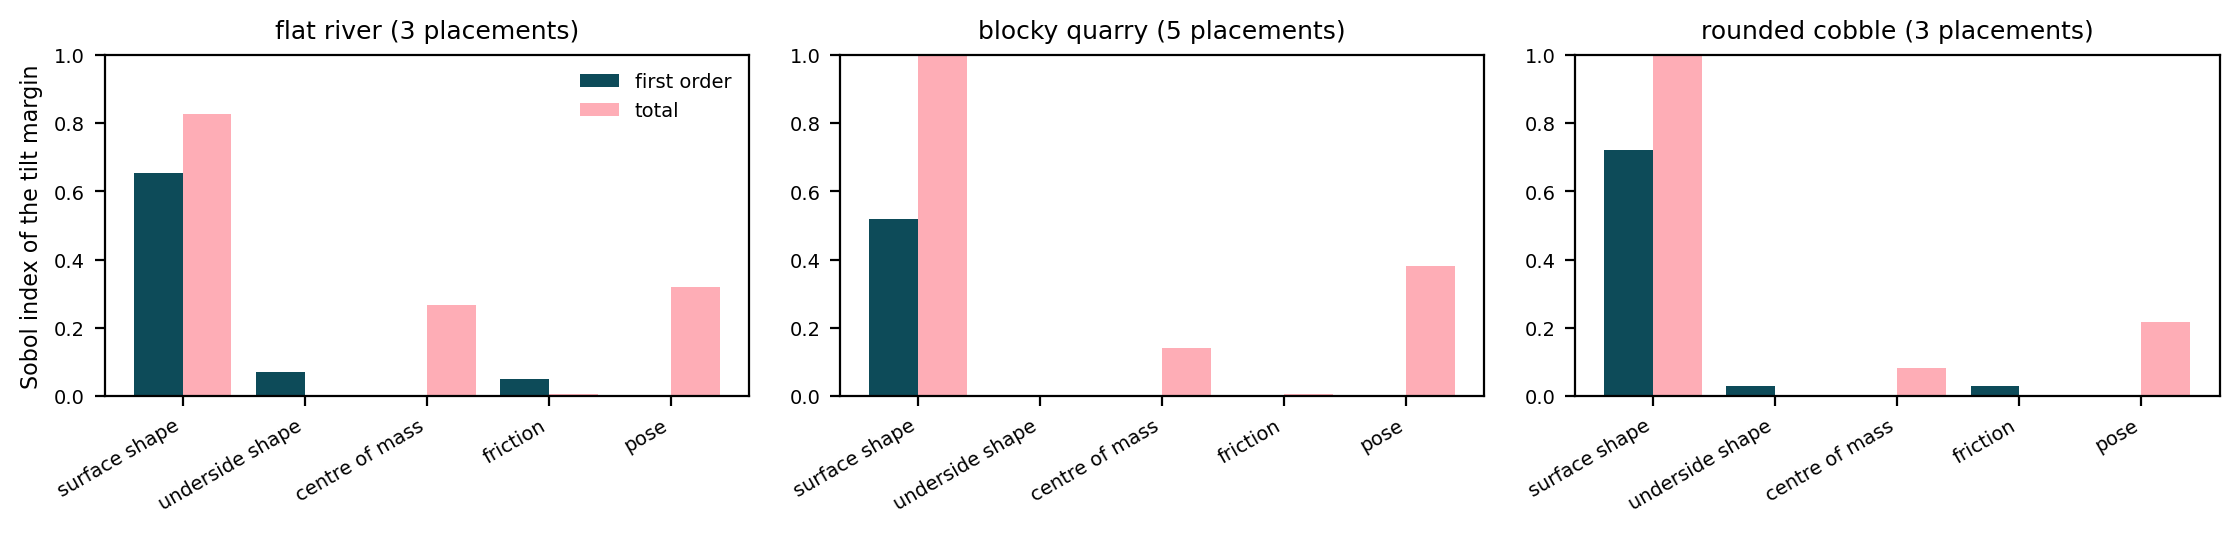 flat river (3 placements)
Sobol index of the tilt margin
1.0
0.8
0.6
0.4
0.2
0.0
first order
total
surface shape
underside shape
centre of mass
friction
pose
blocky quarry (5 placements)
1.0
0.8
0.6
0.4
0.2
0.0
surface shape
underside shape
centre of mass
friction
pose
rounded cobble (3 placements)
1.0
0.8
0.6
0.4
0.2
0.0
surface shape
underside shape
centre of mass
friction
pose